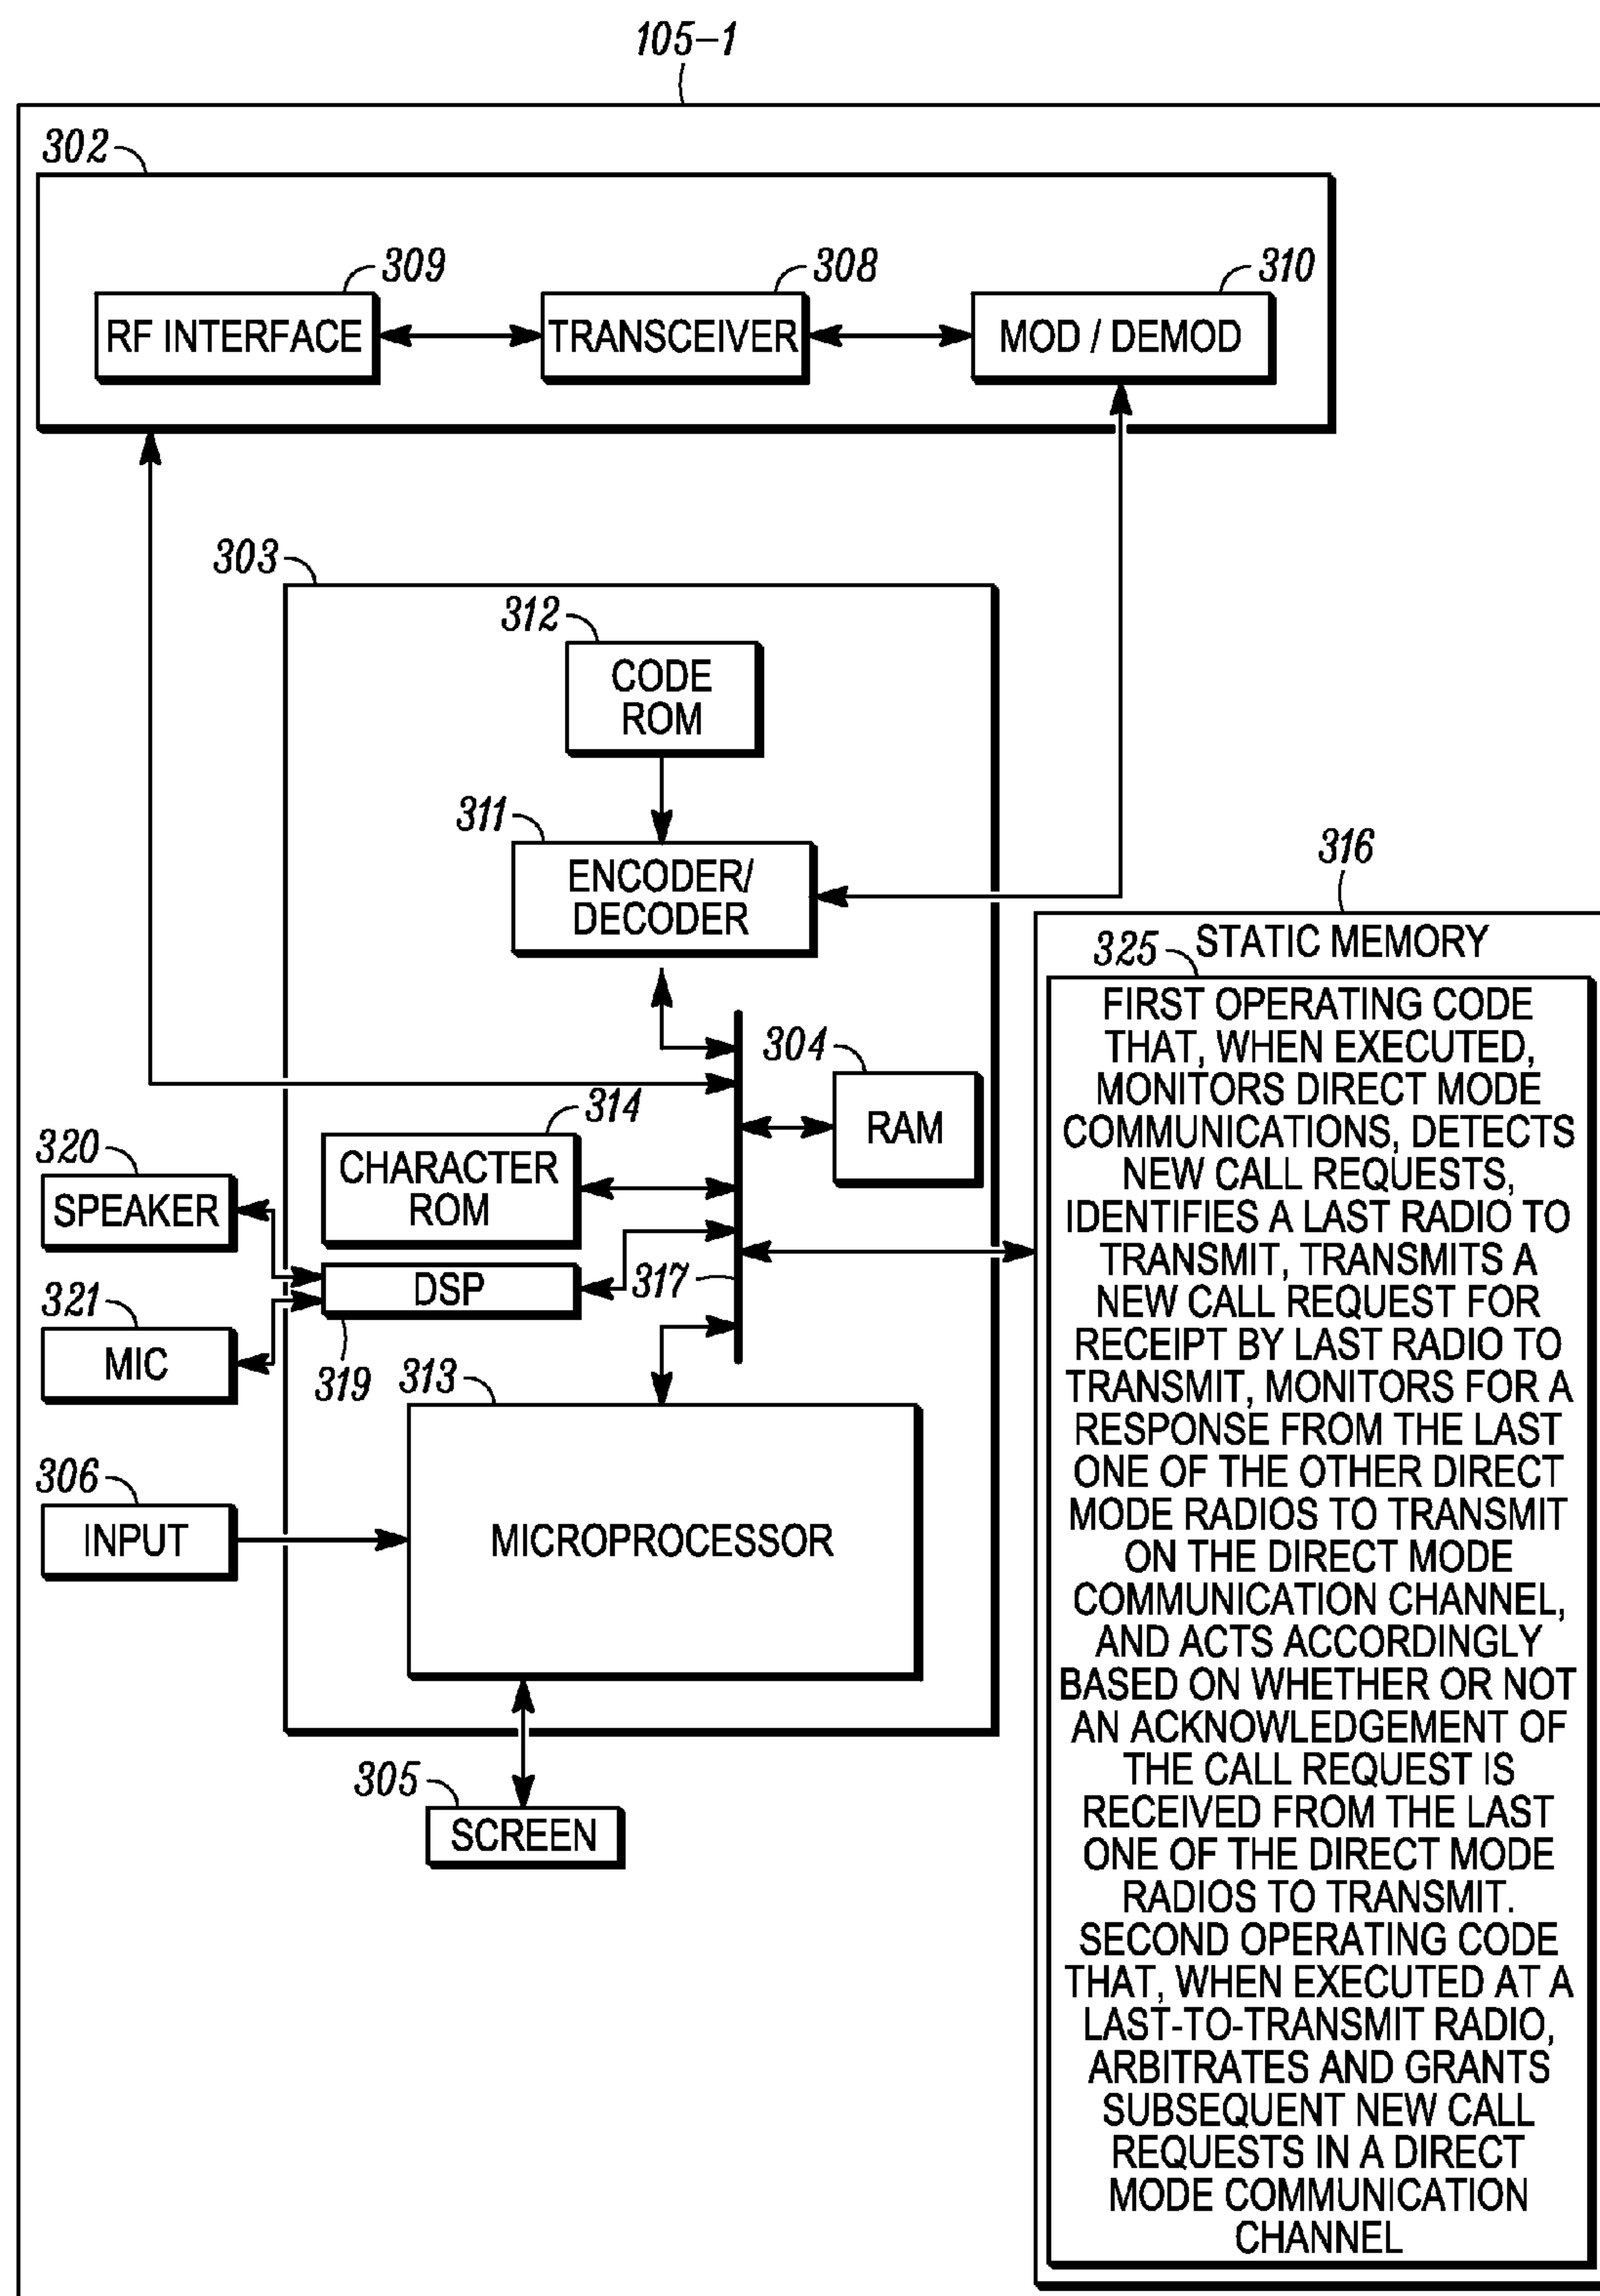 105-1
302
309
308
310
RF INTERFACE
TRANSCEIVER
MOD / DEMOD
303
312
CODE
ROM
311
ENCODER/
DECODER
304
RAM
314
CHARACTER
ROM
320
SPEAKER
DSP
317
321
MIC
319
313
306
INPUT
MICROPROCESSOR
305
SCREEN
316
STATIC MEMORY
325
FIRST OPERATING CODE
THAT, WHEN EXECUTED,
MONITORS DIRECT MODE
COMMUNICATIONS, DETECTS
NEW CALL REQUESTS,
IDENTIFIES A LAST RADIO TO
TRANSMIT, TRANSMITS A
NEW CALL REQUEST FOR
RECEIPT BY LAST RADIO TO
TRANSMIT, MONITORS FOR A
RESPONSE FROM THE LAST
ONE OF THE OTHER DIRECT
MODE RADIOS TO TRANSMIT
ON THE DIRECT MODE
COMMUNICATION CHANNEL,
AND ACTS ACCORDINGLY
BASED ON WHETHER OR NOT
AN ACKNOWLEDGEMENT OF
THE CALL REQUEST IS
RECEIVED FROM THE LAST
ONE OF THE DIRECT MODE
RADIOS TO TRANSMIT.
SECOND OPERATING CODE
THAT, WHEN EXECUTED AT A
LAST-TO-TRANSMIT RADIO,
ARBITRATES AND GRANTS
SUBSEQUENT NEW CALL
REQUESTS IN A DIRECT
MODE COMMUNICATION
CHANNEL